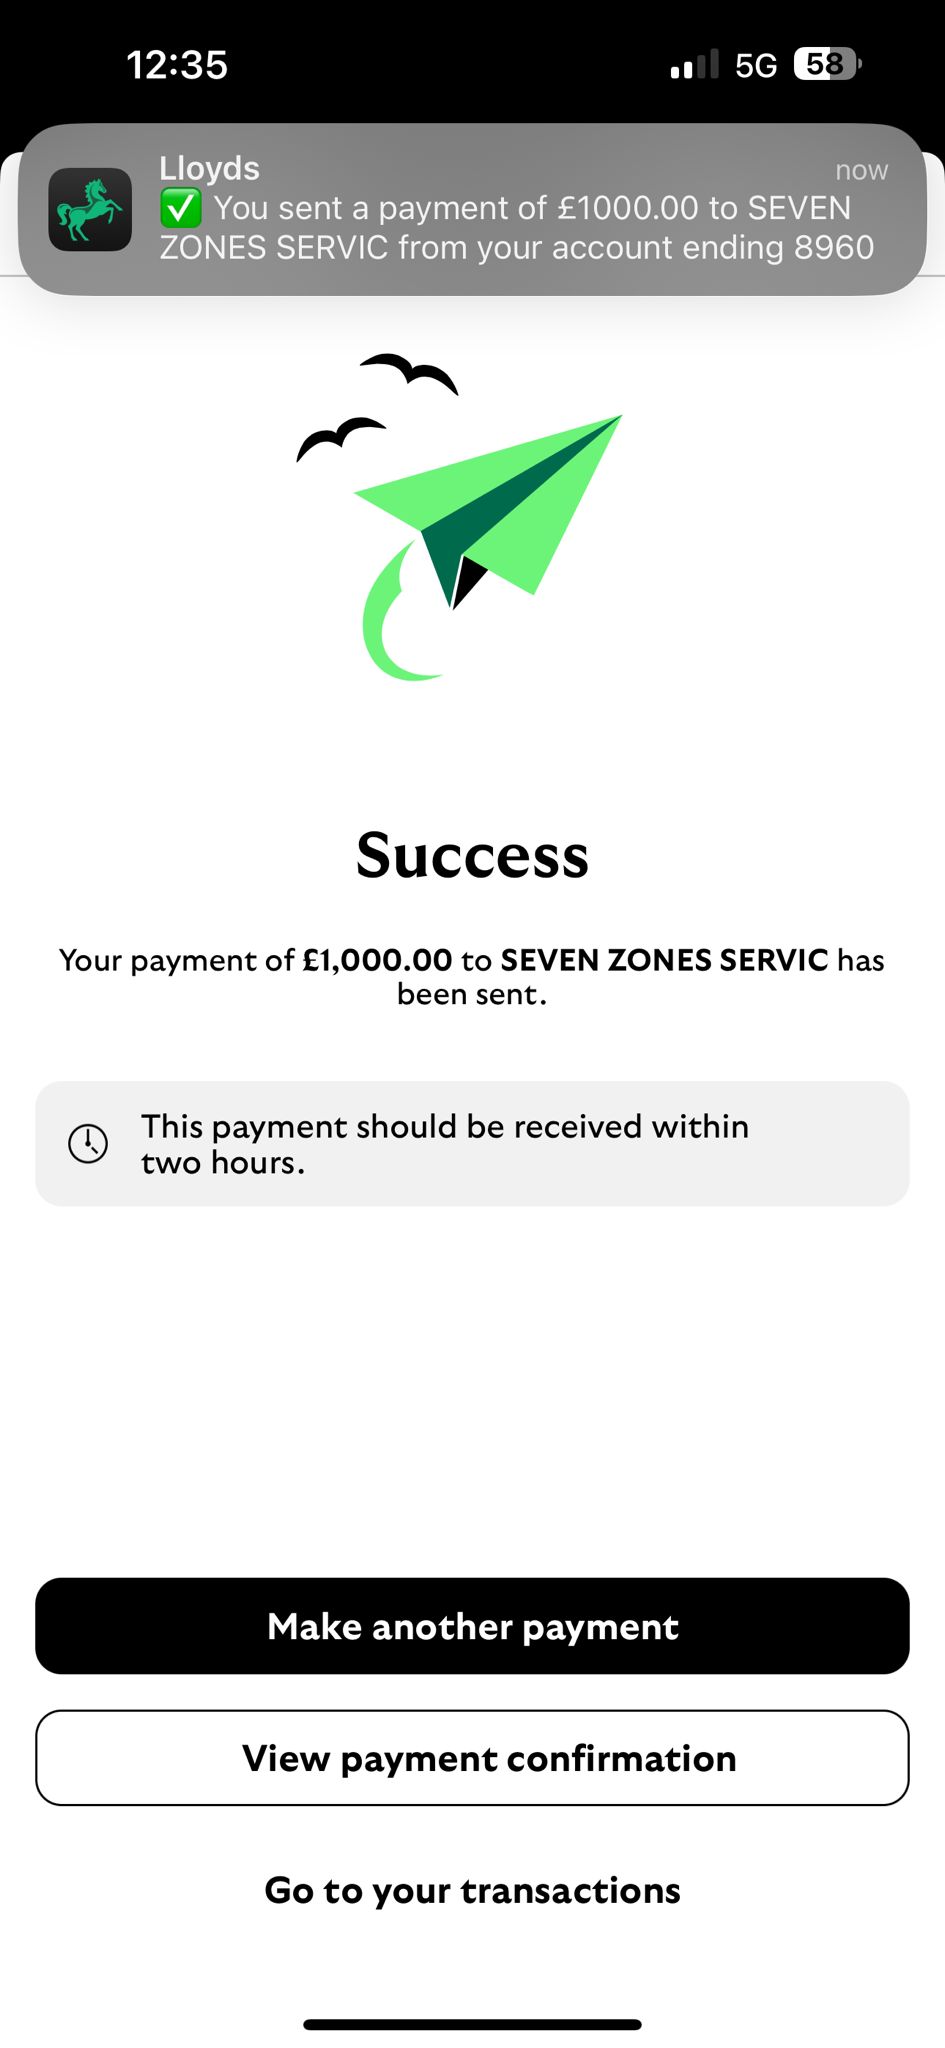 12:35
5G 58
Lloyds
now
✅ You sent a payment of £1000.00 to SEVEN
ZONES SERVIC from your account ending 8960
Success
Your payment of £1,000.00 to SEVEN ZONES SERVIC has
been sent.
This payment should be received within
two hours.
Make another payment
View payment confirmation
Go to your transactions